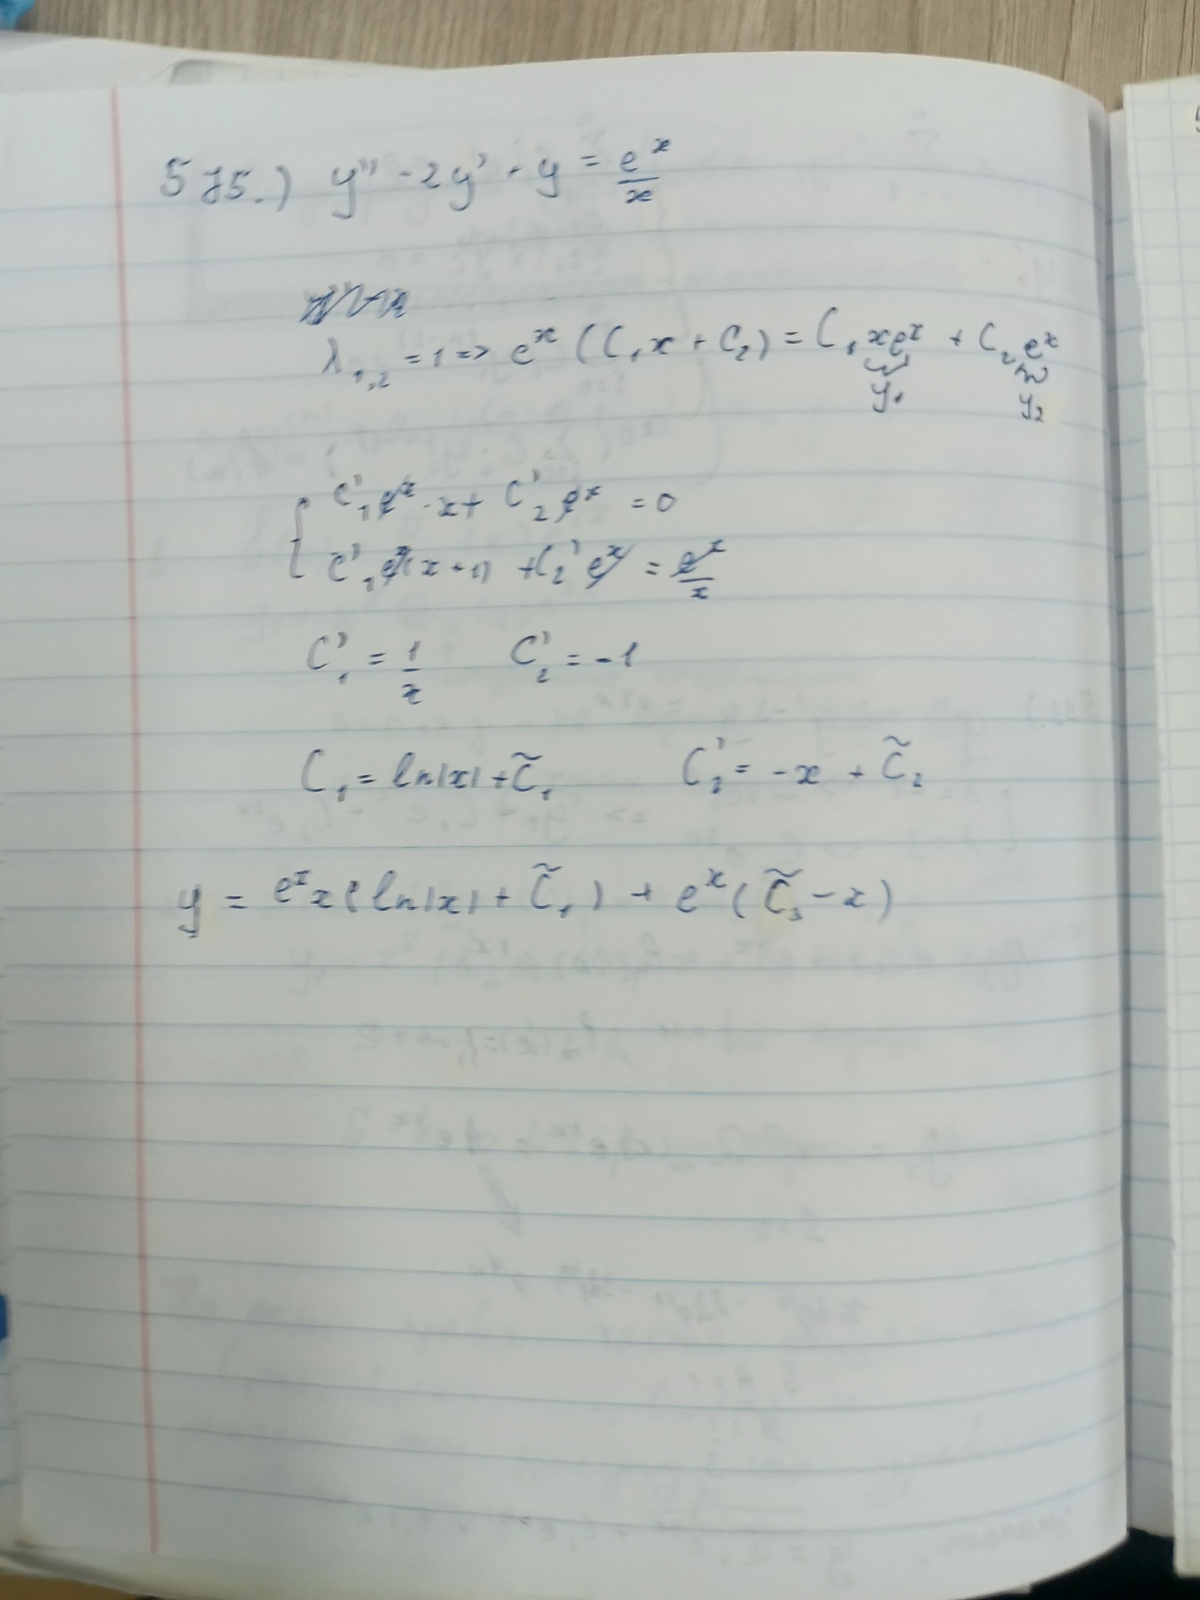 575.) y'' - 2y' + y = e^x/x
λ₁,₂ = 1 => e^x (C₁x + C₂) = C₁xe^x + C₂e^x
y₁ y₂
{ C'₁e^x · x + C'₂e^x = 0
C'₁e^x(x + 1) + C'₂e^x = e^x/x
C'₁ = 1/x C'₂ = -1
C₁ = ln|x| + C̃₁ C'₂ = -x + C̃₂
y = e^x x(ln|x| + C̃₁) + e^x(C̃₂ - x)